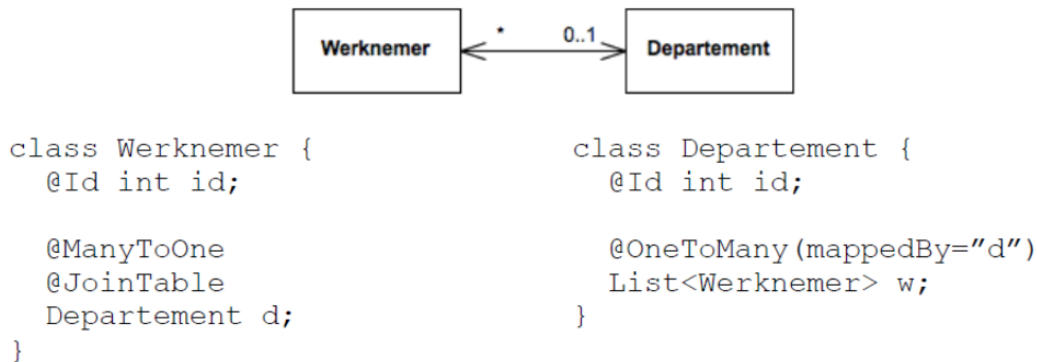 Werknemer * 0..1 Departement
class Werknemer {
@Id int id;
@ManyToOne
@JoinTable
Departement d;
}
class Departement {
@Id int id;
@OneToMany(mappedBy=”d”)
List<Werknemer> w;
}